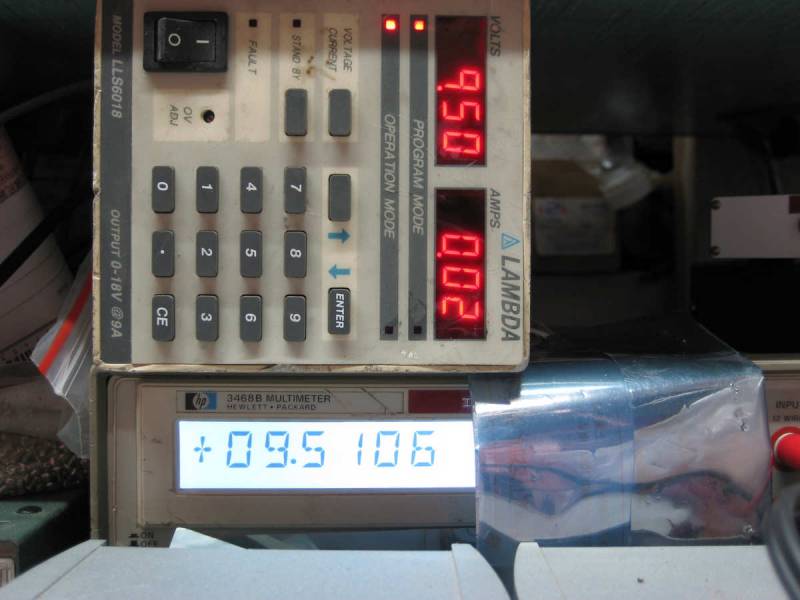 VOLTS
9.50
AMPS
0.02
LAMBDA
PROGRAM MODE
OPERATION MODE
VOLTAGE
CURRENT
STAND BY
FAULT
OV
ADJ
ENTER
7 8 9
4 5 6
1 2 3
0 . CE
MODEL LLS6018
OUTPUT 0-18V @ 9A
hp
3468B MULTIMETER
HEWLETT • PACKARD
+09.5106
ON
OFF